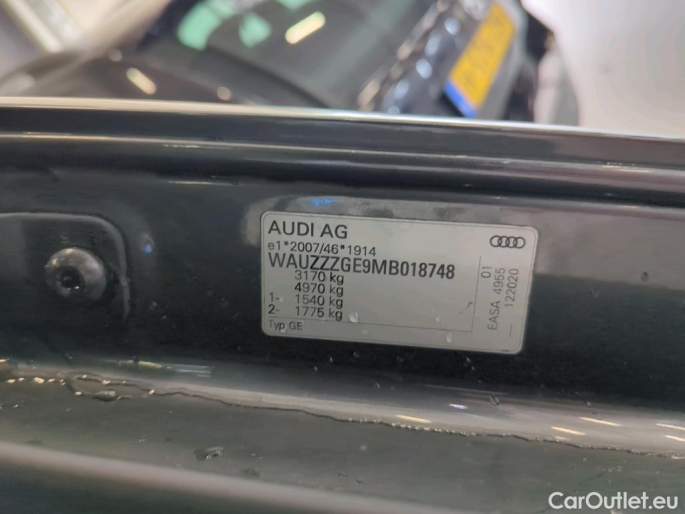 AUDI AG
e1*2007/46*1914
WAUZZZGE9MB018748
3170 kg
4970 kg
1- 1540 kg
2- 1775 kg
Typ GE
EASA 4955 01
122020
CarOutlet.eu